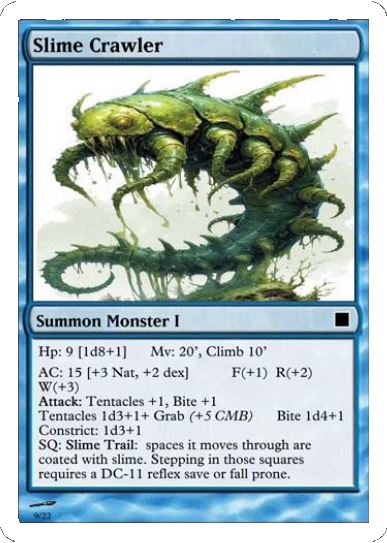 Slime Crawler
Summon Monster I
Hp: 9 [1d8+1] Mv: 20', Climb 10'
AC: 15 [+3 Nat, +2 dex] F(+1) R(+2)
W(+3)
Attack: Tentacles +1, Bite +1
Tentacles 1d3+1+ Grab (+5 CMB) Bite 1d4+1
Constrict: 1d3+1
SQ: Slime Trail: spaces it moves through are
coated with slime. Stepping in those squares
requires a DC-11 reflex save or fall prone.
9/22